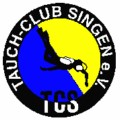 TAUCH-CLUB SINGEN e.V.
TCS